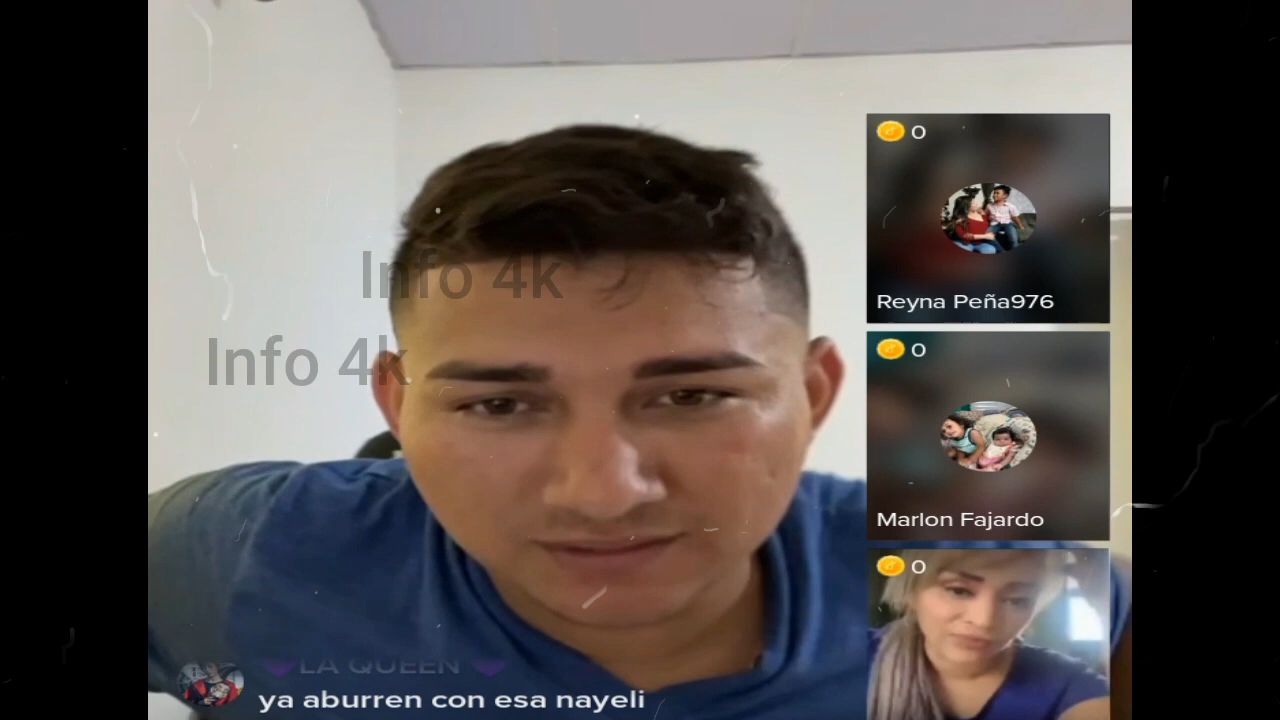 0
Info 4k
Reyna Peña976
Info 4k
0
Marlon Fajardo
0
LA QUEEN
ya aburren con esa nayeli